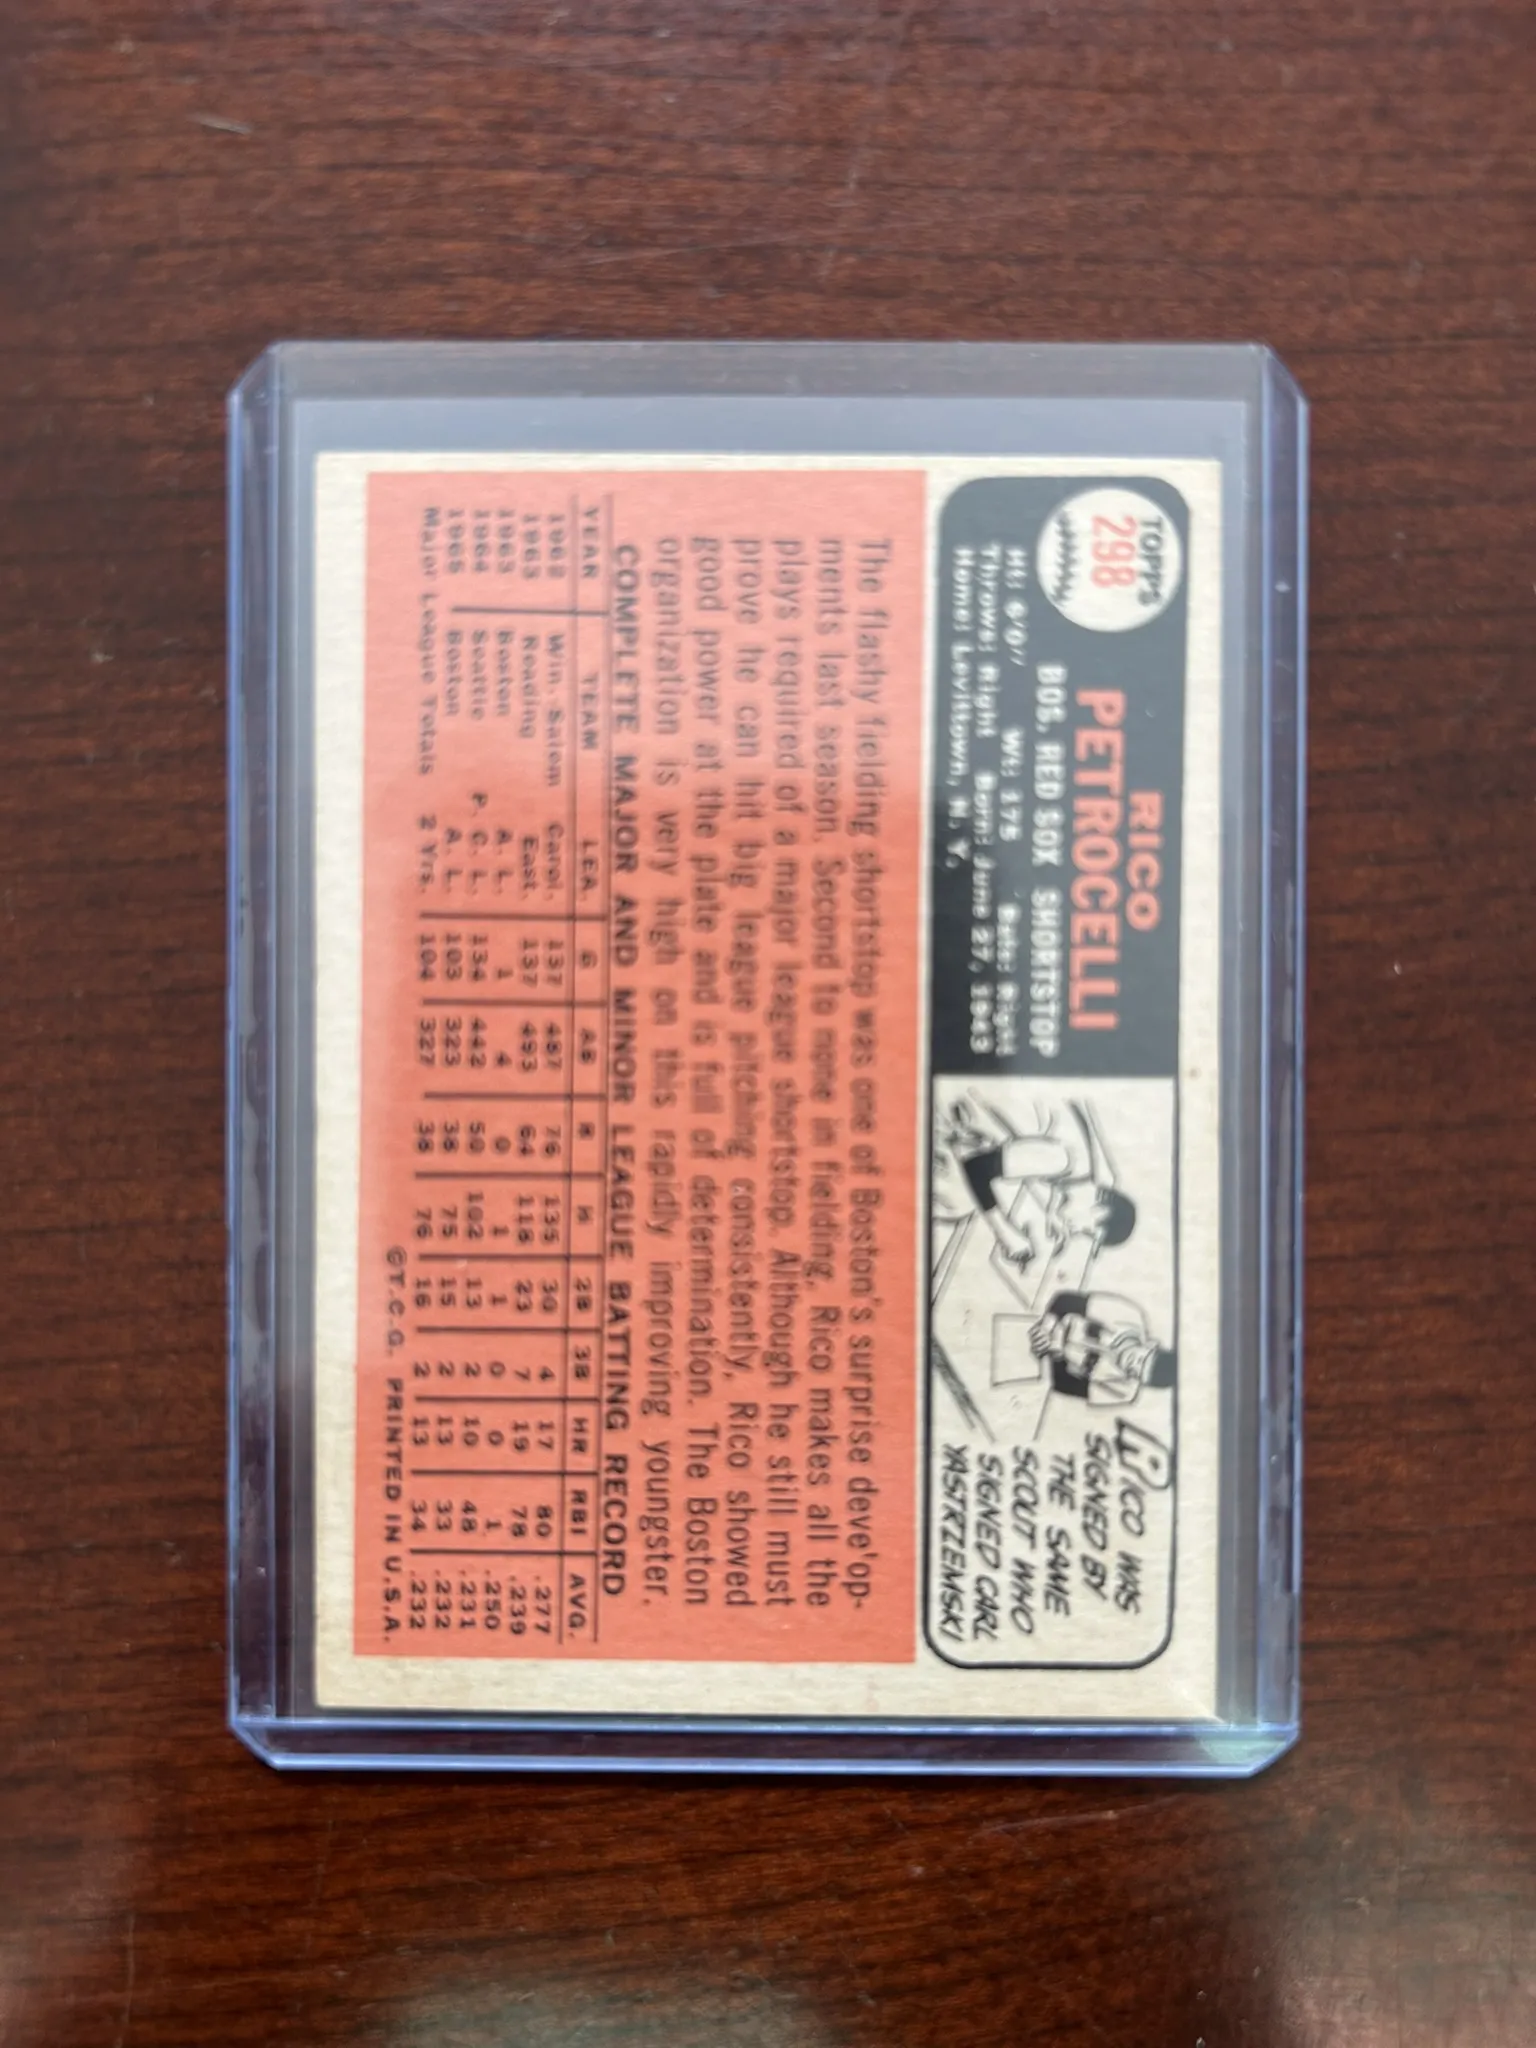 TOPPS
298
RICO
PETROCELLI
BOS. RED SOX SHORTSTOP
Ht: 6'0" Wt: 175 Bats: Right
Throws: Right Born: June 27, 1943
Home: Levittown, N. Y.
RICO WAS
SIGNED BY
THE SAME
SCOUT WHO
SIGNED CARL
YASTRZEMSKI
The flashy fielding shortstop was one of Boston's surprise deve'op-
ments last season. Second to none in fielding, Rico makes all the
plays required of a major league shortstop. Although he still must
prove he can hit big league pitching consistently, Rico showed
good power at the plate and is full of determination. The Boston
organization is very high on this rapidly improving youngster.
COMPLETE MAJOR AND MINOR LEAGUE BATTING RECORD
YEAR TEAM LEA. G AB R H 2B 3B HR RBI AVG.
1962 Win. Salem Carol. 137 487 76 135 30 4 17 80 .277
1963 Reading East. 137 493 64 118 23 7 19 78 .239
1963 Boston A. L. 1 4 0 1 1 0 0 1 .250
1964 Seattle P. C. L. 134 442 50 102 13 2 10 48 .231
1965 Boston A. L. 103 323 38 75 15 2 13 33 .232
Major League Totals 2 Yrs. 104 327 38 76 16 2 13 34 .232
©T.C.G. PRINTED IN U.S.A.